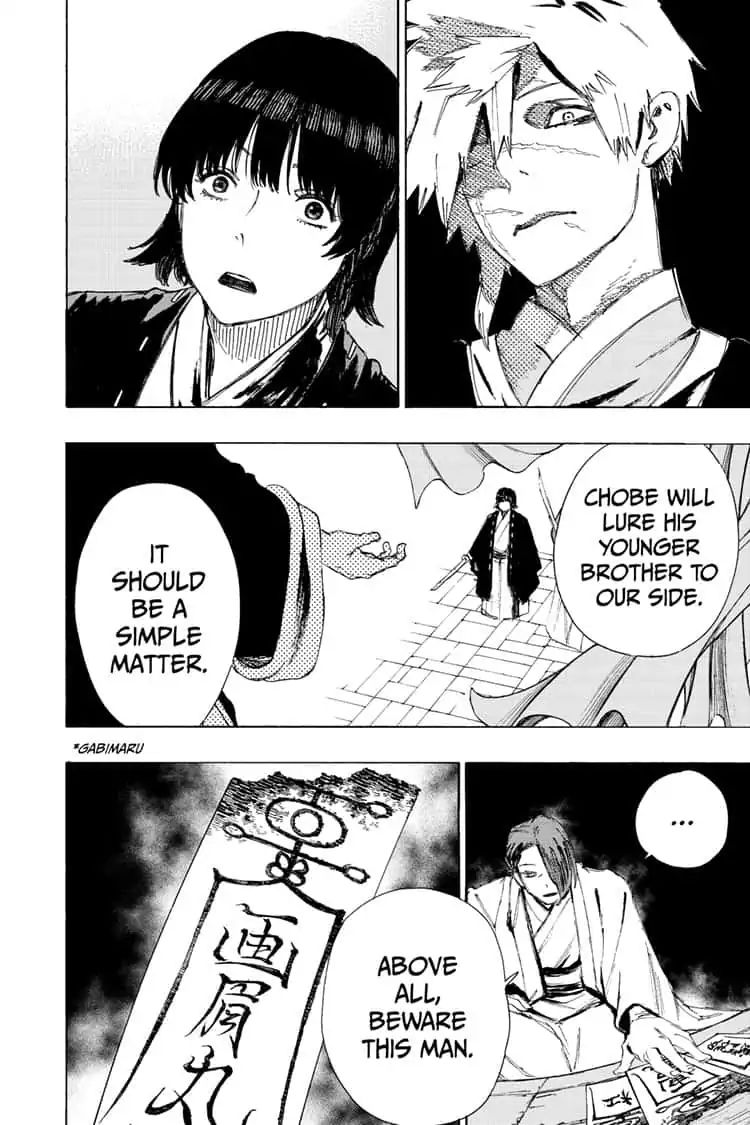 CHOBE WILL
LURE HIS
YOUNGER
BROTHER TO
OUR SIDE.
IT
SHOULD
BE A
SIMPLE
MATTER.
*GABIMARU
...
ABOVE
ALL,
BEWARE
THIS MAN.
画眉丸